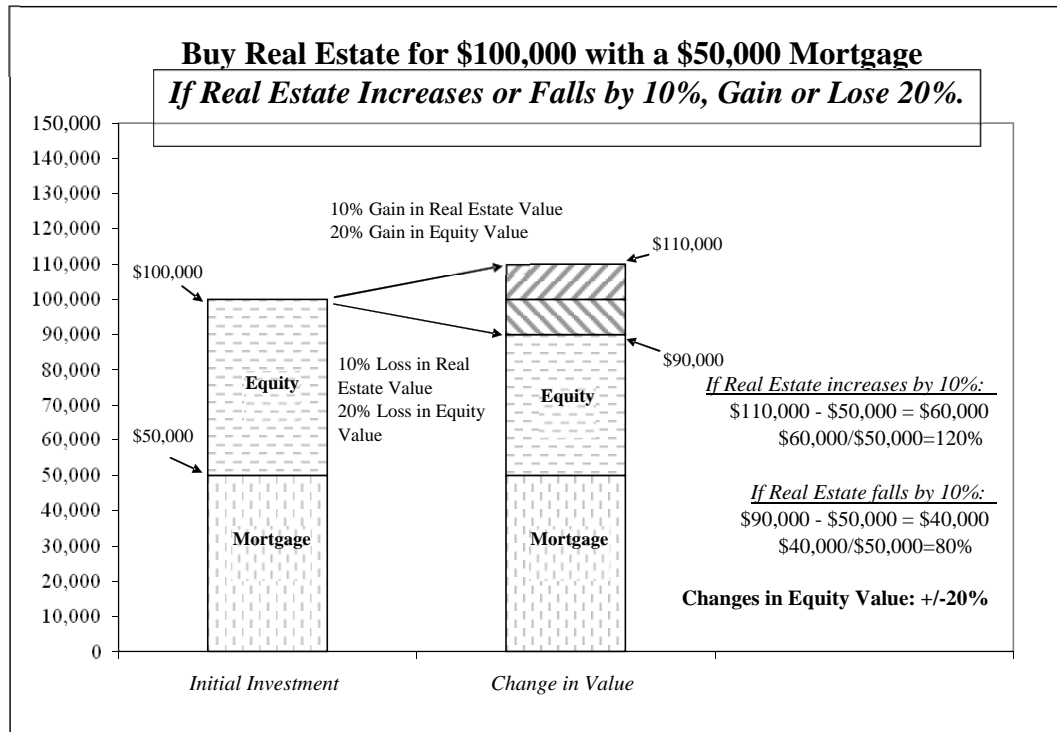 Buy Real Estate for $100,000 with a $50,000 Mortgage
If Real Estate Increases or Falls by 10%, Gain or Lose 20%.
150,000
140,000
130,000
120,000
110,000
100,000
90,000
80,000
70,000
60,000
50,000
40,000
30,000
20,000
10,000
0
10% Gain in Real Estate Value
20% Gain in Equity Value
$100,000
$110,000
$90,000
10% Loss in Real
Estate Value
20% Loss in Equity
Value
Equity
Equity
$50,000
Mortgage
Mortgage
If Real Estate increases by 10%:
$110,000 - $50,000 = $60,000
$60,000/$50,000=120%
If Real Estate falls by 10%:
$90,000 - $50,000 = $40,000
$40,000/$50,000=80%
Changes in Equity Value: +/-20%
Initial Investment
Change in Value